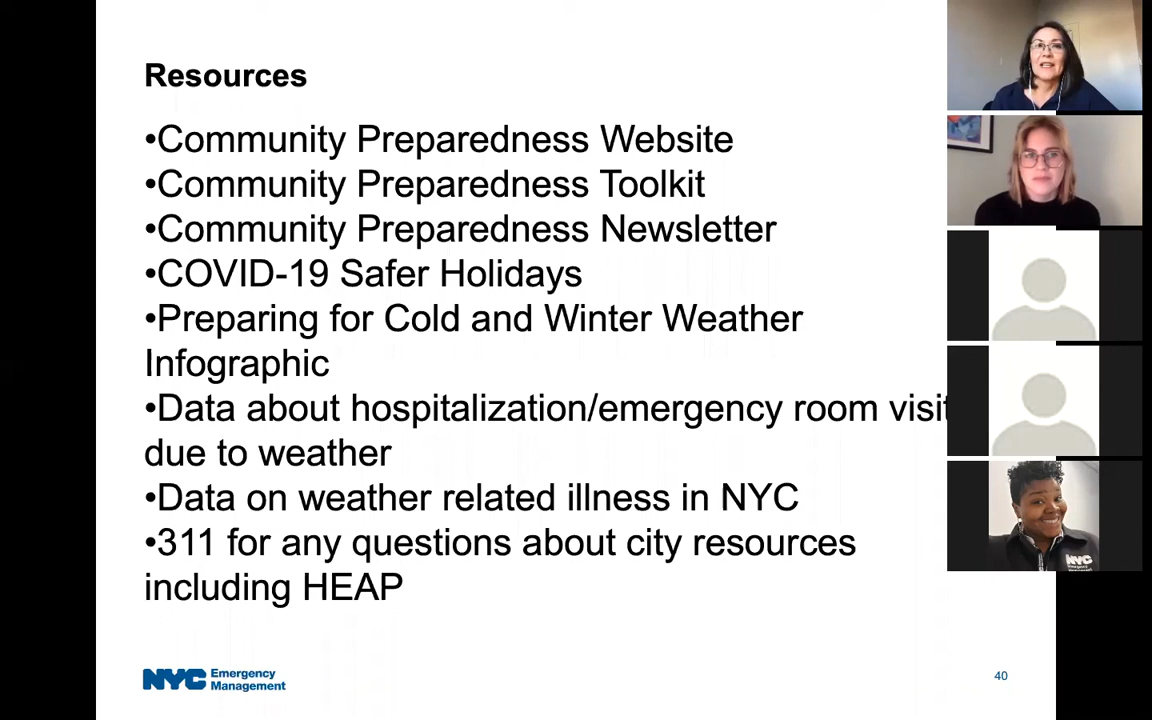 Resources
•Community Preparedness Website
•Community Preparedness Toolkit
•Community Preparedness Newsletter
•COVID-19 Safer Holidays
•Preparing for Cold and Winter Weather
Infographic
•Data about hospitalization/emergency room visit
due to weather
•Data on weather related illness in NYC
•311 for any questions about city resources
including HEAP
NYC Emergency
Management
40
NYC